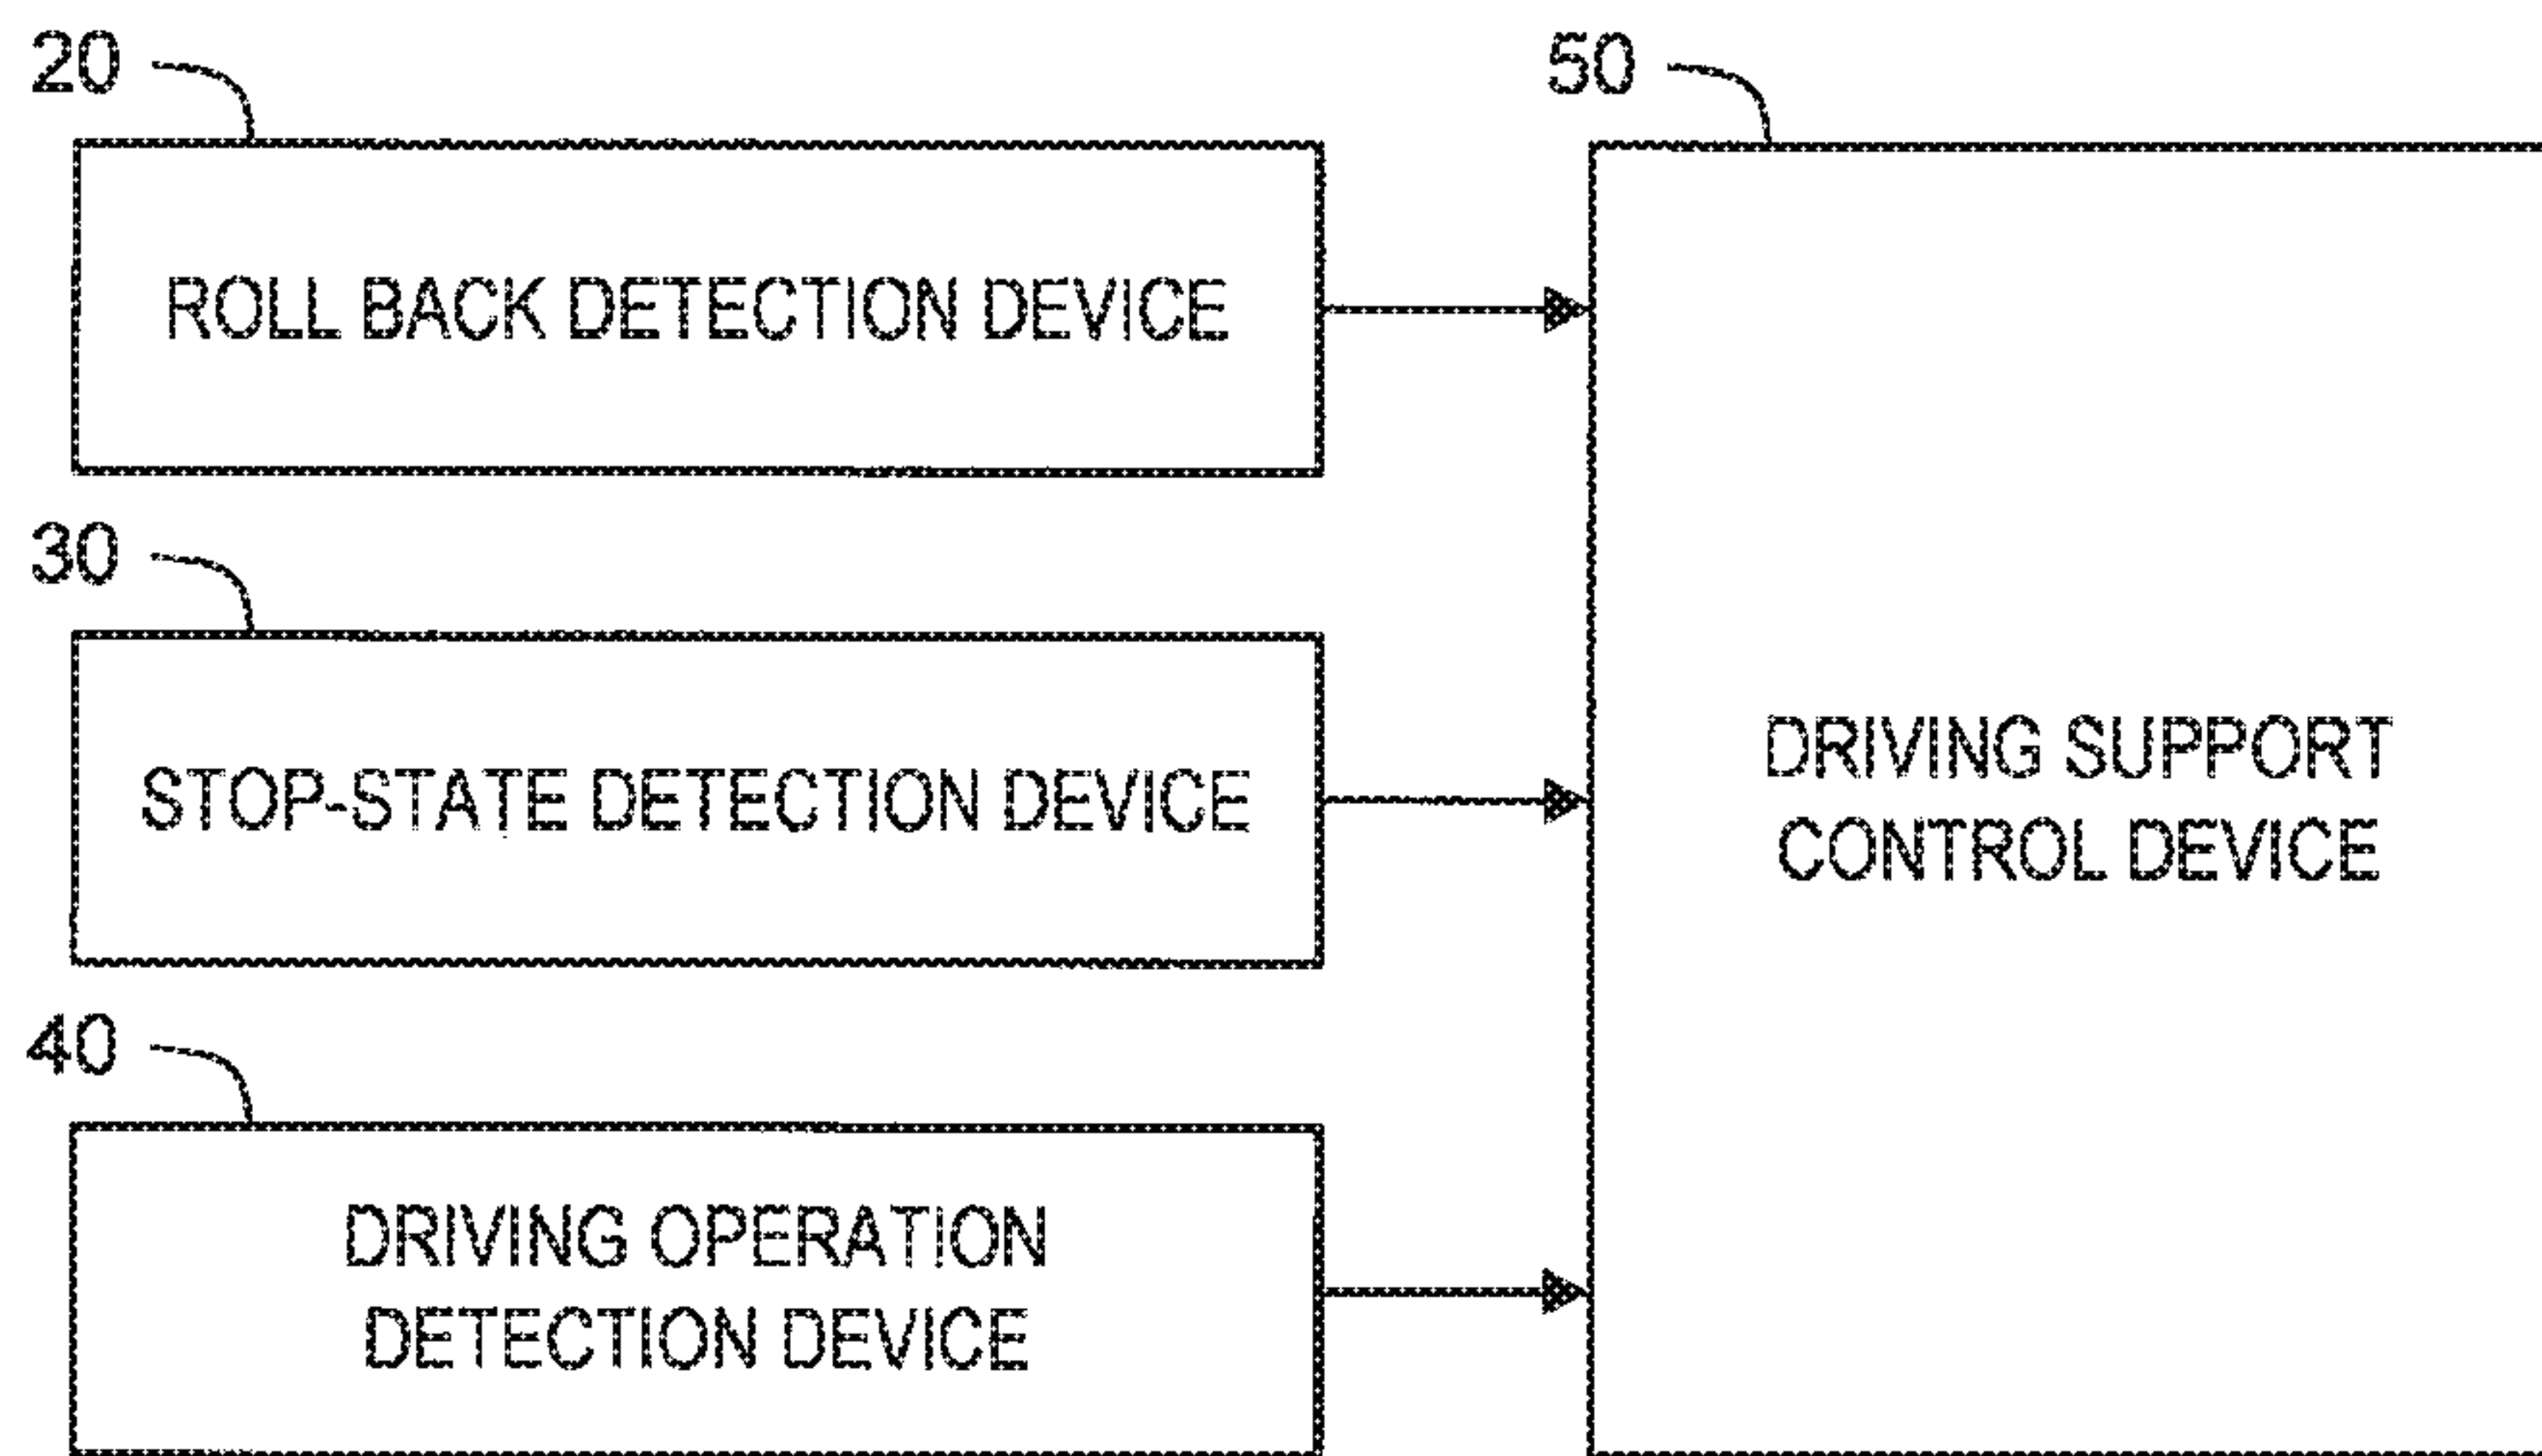 20
ROLL BACK DETECTION DEVICE
30
STOP-STATE DETECTION DEVICE
40
DRIVING OPERATION
DETECTION DEVICE
50
DRIVING SUPPORT
CONTROL DEVICE